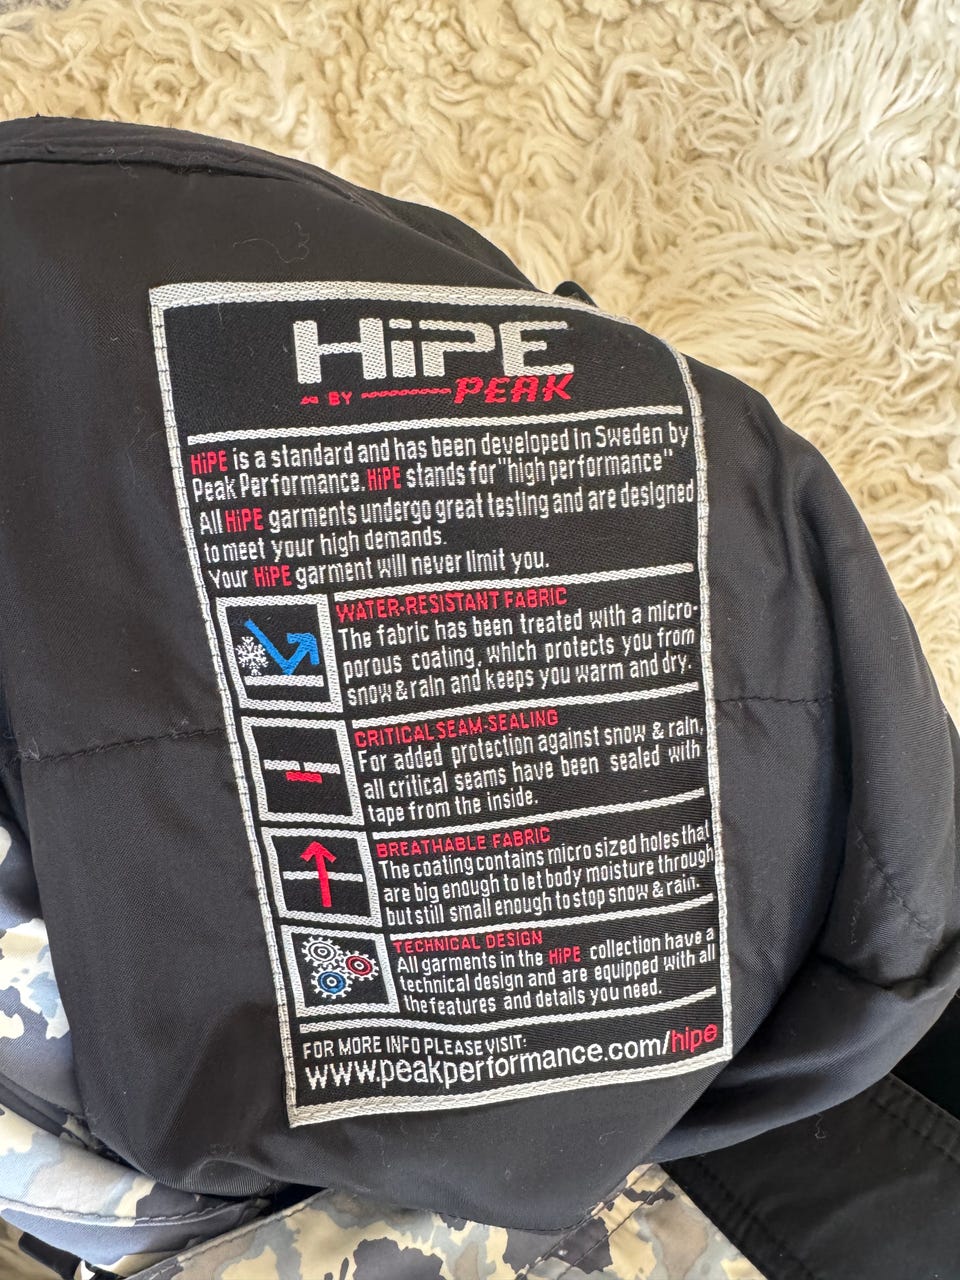 HiPE
BY PEAK
HiPE is a standard and has been developed in Sweden by
Peak Performance. HiPE stands for "high performance"
All HiPE garments undergo great testing and are designed
to meet your high demands.
Your HiPE garment will never limit you.
WATER-RESISTANT FABRIC
The fabric has been treated with a micro-
porous coating, which protects you from
snow & rain and keeps you warm and dry.
CRITICAL SEAM-SEALING
For added protection against snow & rain,
all critical seams have been sealed with
tape from the inside.
BREATHABLE FABRIC
The coating contains micro sized holes that
are big enough to let body moisture through
but still small enough to stop snow & rain.
TECHNICAL DESIGN
All garments in the HiPE collection have a
technical design and are equipped with all
the features and details you need.
FOR MORE INFO PLEASE VISIT:
www.peakperformance.com/hipe